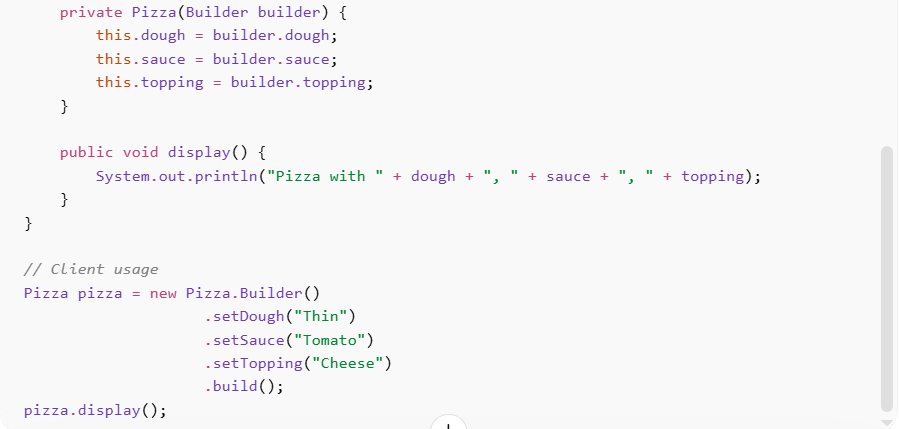 private Pizza(Builder builder) {
        this.dough = builder.dough;
        this.sauce = builder.sauce;
        this.topping = builder.topping;
    }

    public void display() {
        System.out.println("Pizza with " + dough + ", " + sauce + ", " + topping);
    }
}

// Client usage
Pizza pizza = new Pizza.Builder()
                    .setDough("Thin")
                    .setSauce("Tomato")
                    .setTopping("Cheese")
                    .build();
pizza.display();